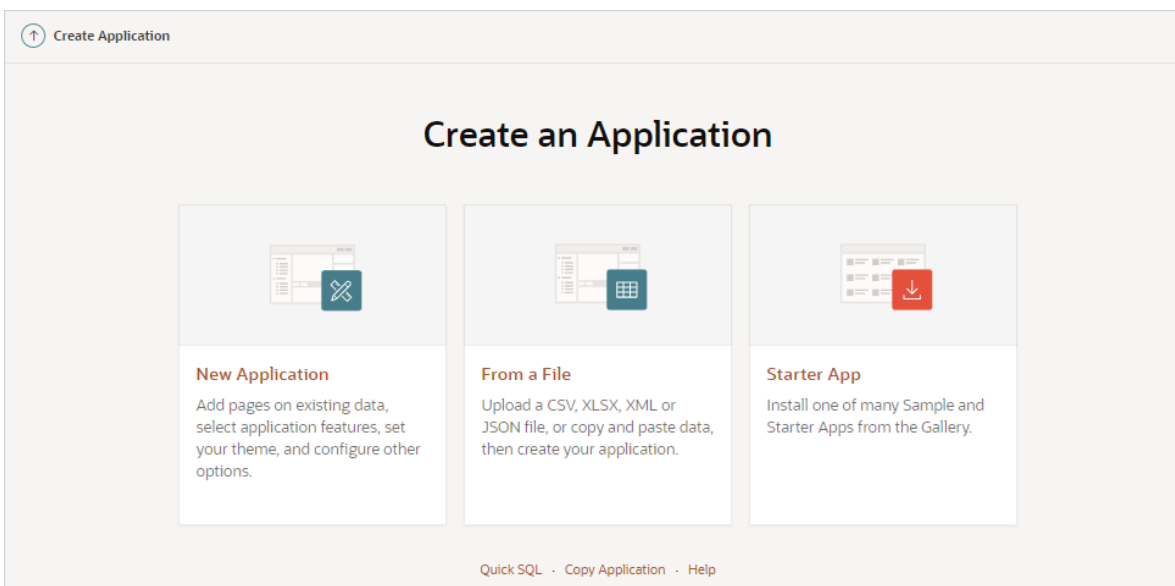 Create Application
Create an Application
New Application
Add pages on existing data,
select application features, set
your theme, and configure other
options.
From a File
Upload a CSV, XLSX, XML or
JSON file, or copy and paste data,
then create your application.
Starter App
Install one of many Sample and
Starter Apps from the Gallery.
Quick SQL · Copy Application · Help